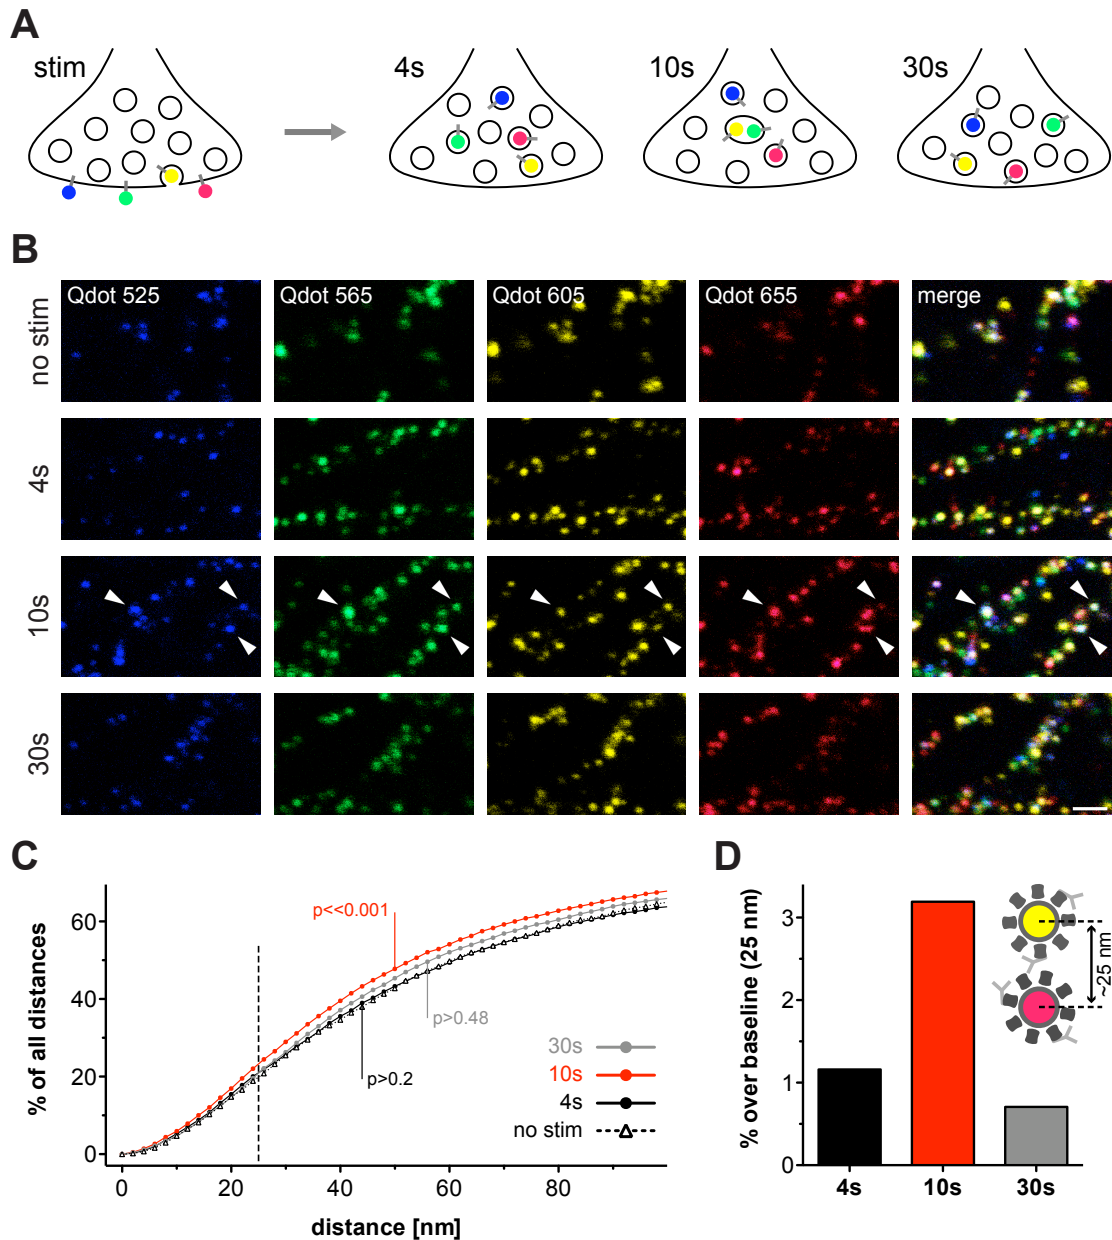 A
stim
4s
10s
30s
B
Qdot 525
Qdot 565
Qdot 605
Qdot 655
merge
no stim
4s
10s
30s
C
% of all distances
60
40
20
0
0
20
40
60
80
distance [nm]
p<<0.001
p>0.48
p>0.2
30s
10s
4s
no stim
D
% over baseline (25 nm)
3
2
1
0
4s
10s
30s
~25 nm